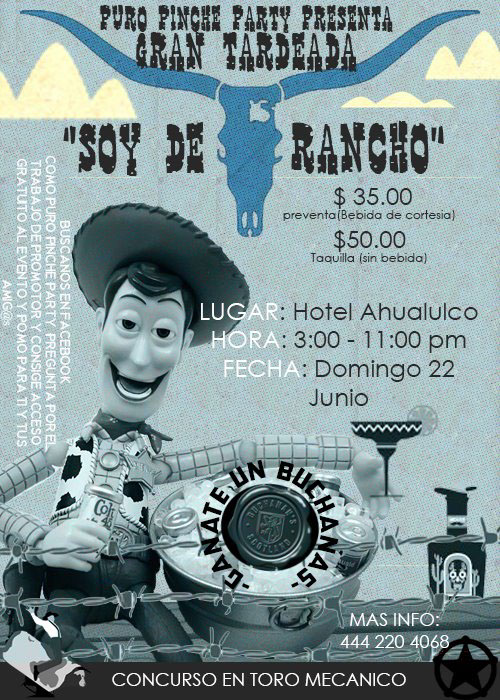 PURO PINCHE PARTY PRESENTA
GRAN TARDEADA
"SOY DE RANCHO"
$ 35.00
preventa(Bebida de cortesia)
$50.00
Taquilla (sin bebida)
BUSCANOS EN FACEBOOK
COMO PURO PINCHE PARTY PREGUNTA POR EL
TRABAJO DE PROMOTOR Y CONSIGE ACCESO
GRATUITO AL EVENTO Y POMO PARA TI Y TUS
AMIG@S
LUGAR: Hotel Ahualulco
HORA: 3:00 - 11:00 pm
FECHA: Domingo 22
Junio
-GANATE UN BUCHANAS-
BUCHANAN'S
SCOTLAND
MAS INFO:
444 220 4068
CONCURSO EN TORO MECANICO